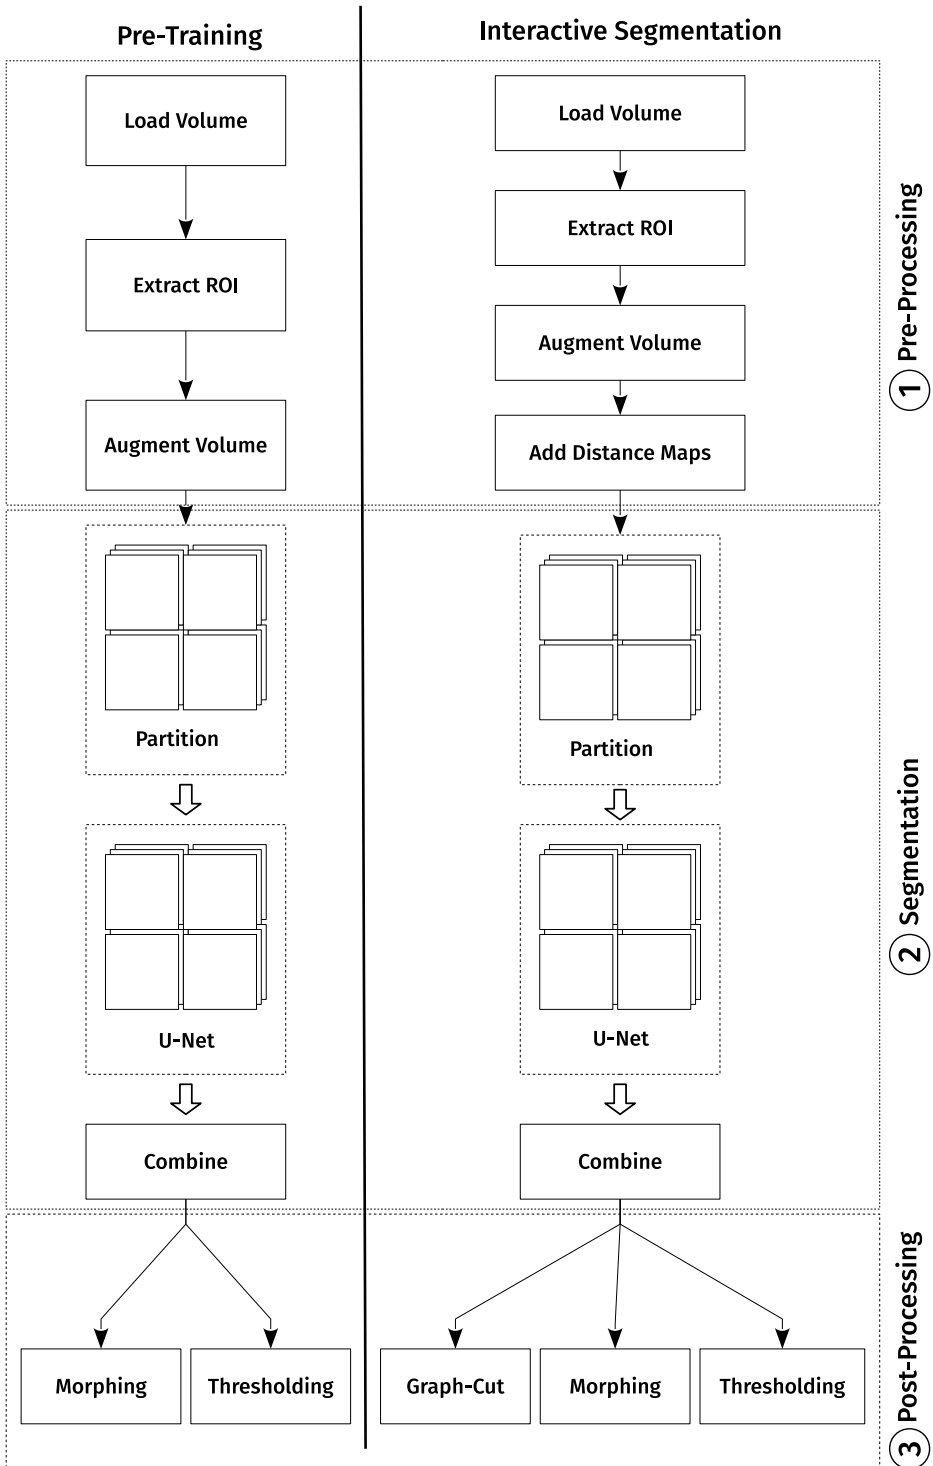 Pre-Training
Interactive Segmentation
Load Volume
Extract ROI
Augment Volume
Partition
U-Net
Combine
Morphing
Thresholding
Load Volume
Extract ROI
Augment Volume
Add Distance Maps
Partition
U-Net
Combine
Graph-Cut
Morphing
Thresholding
1 Pre-Processing
2 Segmentation
3 Post-Processing